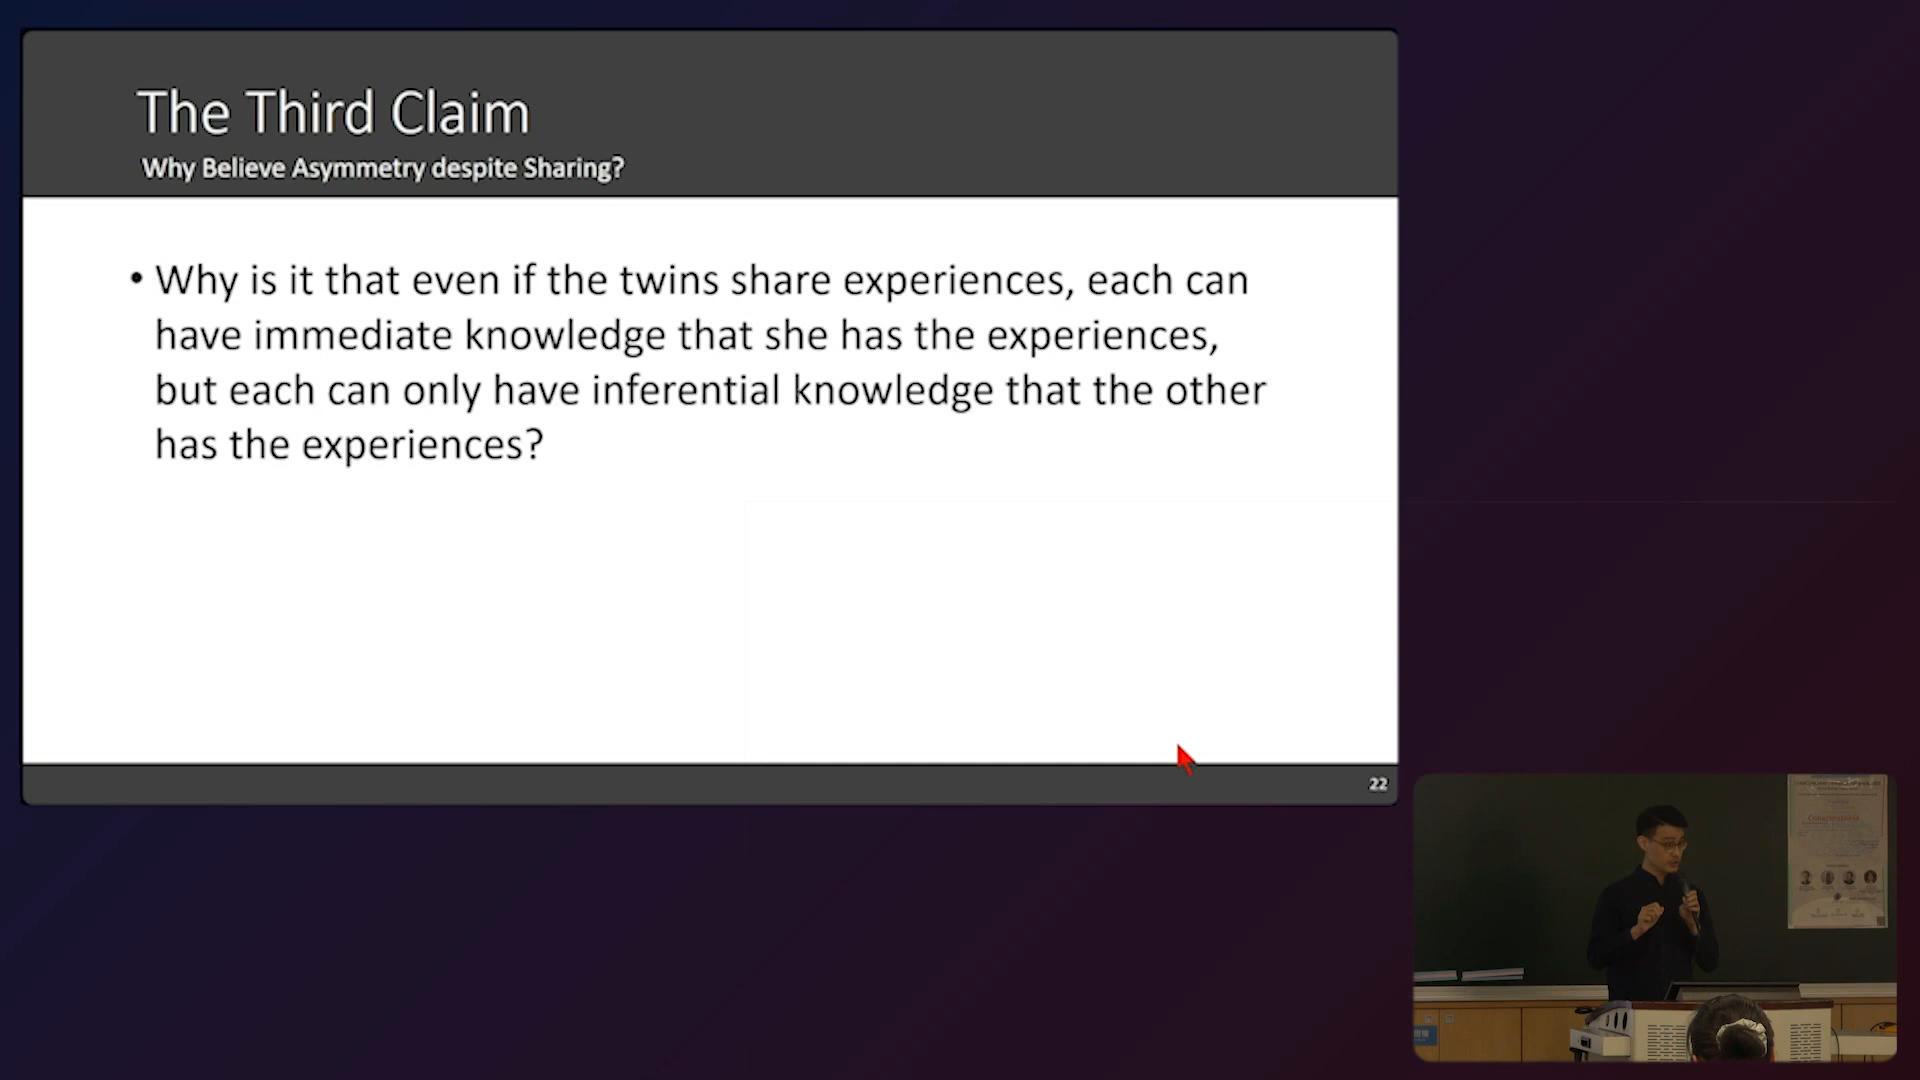 The Third Claim
Why Believe Asymmetry despite Sharing?
• Why is it that even if the twins share experiences, each can
have immediate knowledge that she has the experiences,
but each can only have inferential knowledge that the other
has the experiences?
22
Consciousness